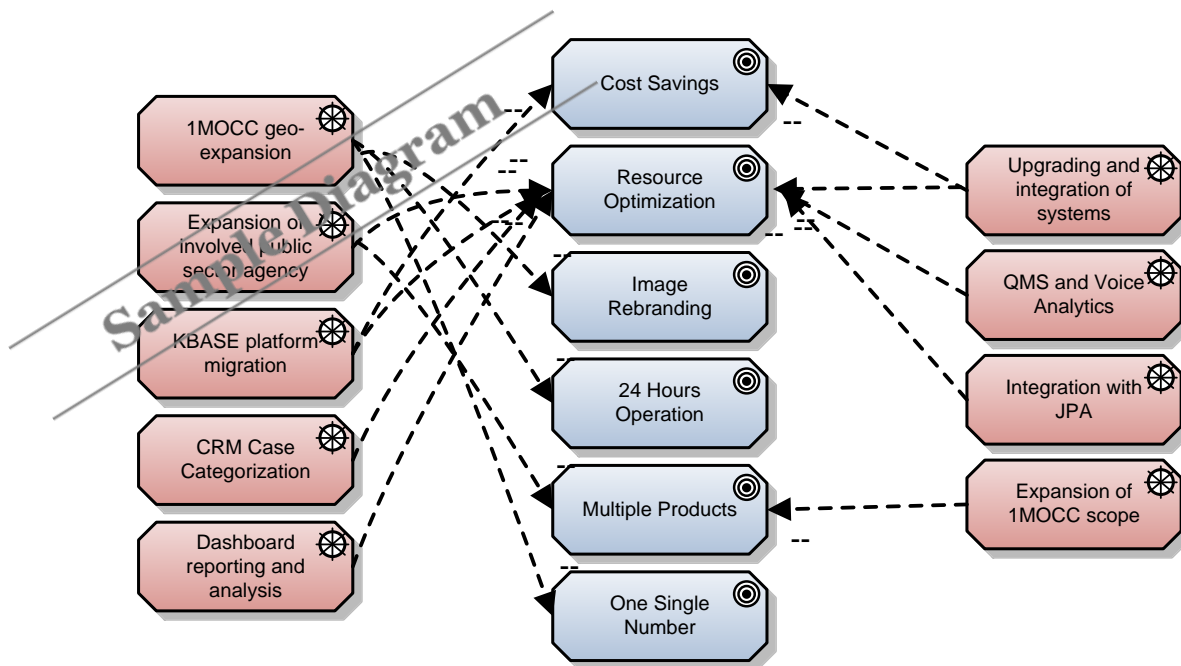 Cost Savings
1MOCC geo-
expansion
Resource
Optimization
Upgrading and
integration of
systems
Expansion of
involved public
sector agency
Image
Rebranding
QMS and Voice
Analytics
KBASE platform
migration
24 Hours
Operation
Integration with
JPA
CRM Case
Categorization
Multiple Products
Expansion of
1MOCC scope
Dashboard
reporting and
analysis
One Single
Number
Sample Diagram
--
--
--
--
--
--
--
--
--
--
--
--